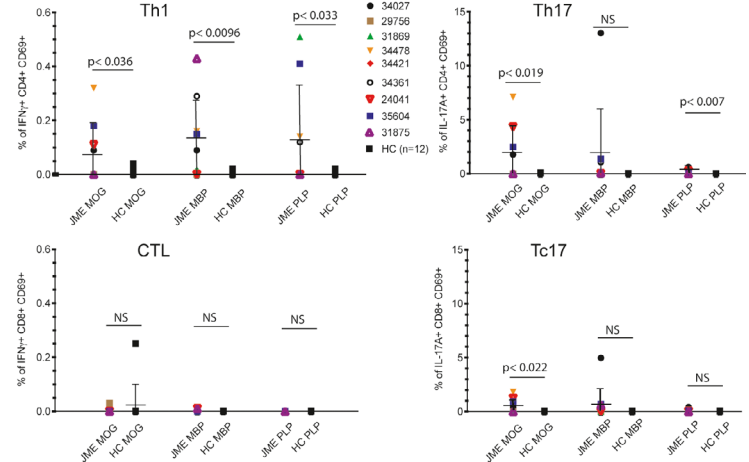 Th1
% of IFNγ+ CD4+ CD69+
0.6
0.4
0.2
0.0
p< 0.036
p< 0.0096
p< 0.033
JME MOG
HC MOG
JME MBP
HC MBP
JME PLP
HC PLP
34027
29756
31869
34478
34421
34361
24041
35604
31875
HC (n=12)
Th17
% of IL-17A+ CD4+ CD69+
15
10
5
0
p< 0.019
NS
p< 0.007
JME MOG
HC MOG
JME MBP
HC MBP
JME PLP
HC PLP
CTL
% of IFNγ+ CD8+ CD69+
0.6
0.4
0.2
0.0
NS
NS
NS
JME MOG
HC MOG
JME MBP
HC MBP
JME PLP
HC PLP
Tc17
% of IL-17A+ CD8+ CD69+
15
10
5
0
p< 0.022
NS
NS
JME MOG
HC MOG
JME MBP
HC MBP
JME PLP
HC PLP